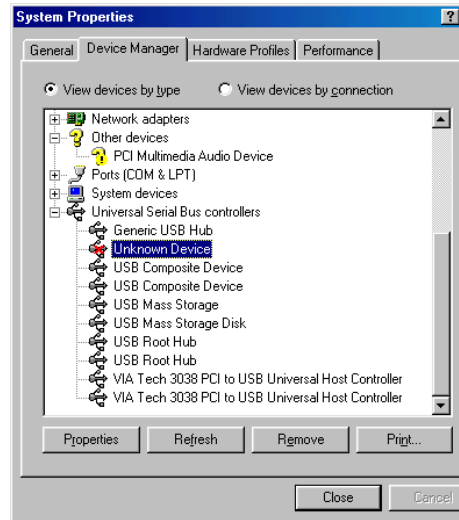 System Properties
?
General Device Manager Hardware Profiles Performance
View devices by type View devices by connection
Network adapters
Other devices
PCI Multimedia Audio Device
Ports (COM & LPT)
System devices
Universal Serial Bus controllers
Generic USB Hub
Unknown Device
USB Composite Device
USB Composite Device
USB Mass Storage
USB Mass Storage Disk
USB Root Hub
USB Root Hub
VIA Tech 3038 PCI to USB Universal Host Controller
VIA Tech 3038 PCI to USB Universal Host Controller
Properties Refresh Remove Print...
Close Cancel